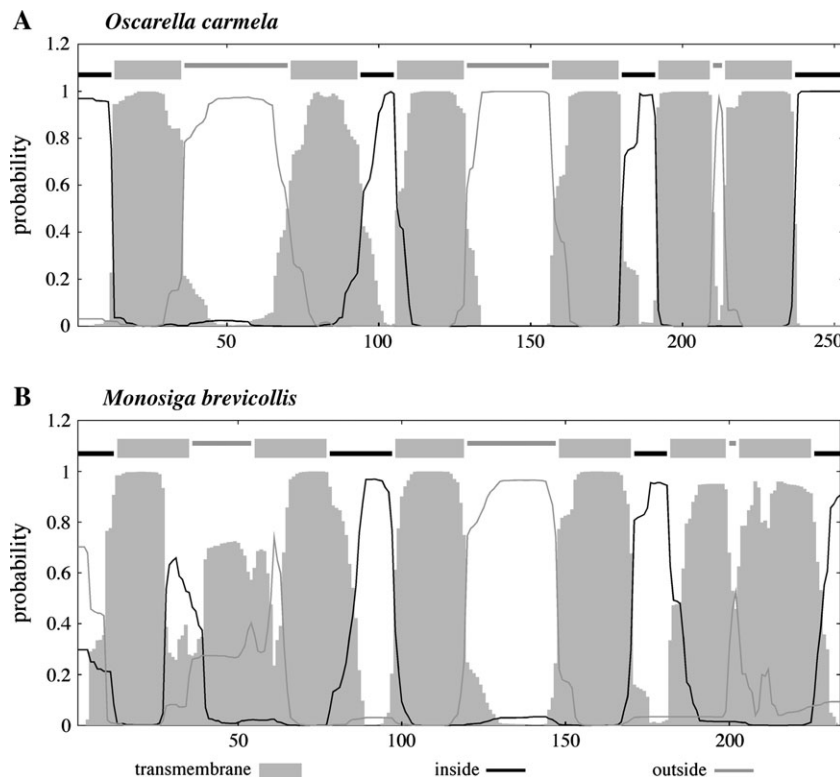 A Oscarella carmela
1.2
1
0.8
0.6
0.4
0.2
0
probability
50 100 150 200 250
B Monosiga brevicollis
1.2
1
0.8
0.6
0.4
0.2
0
probability
50 100 150 200
transmembrane inside outside